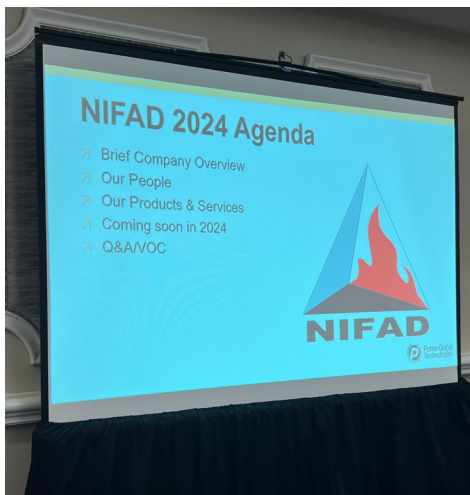 NIFAD 2024 Agenda
Brief Company Overview
Our People
Our Products & Services
Coming soon in 2024
Q&A/VOC
NIFAD
Potter Global
Technologies